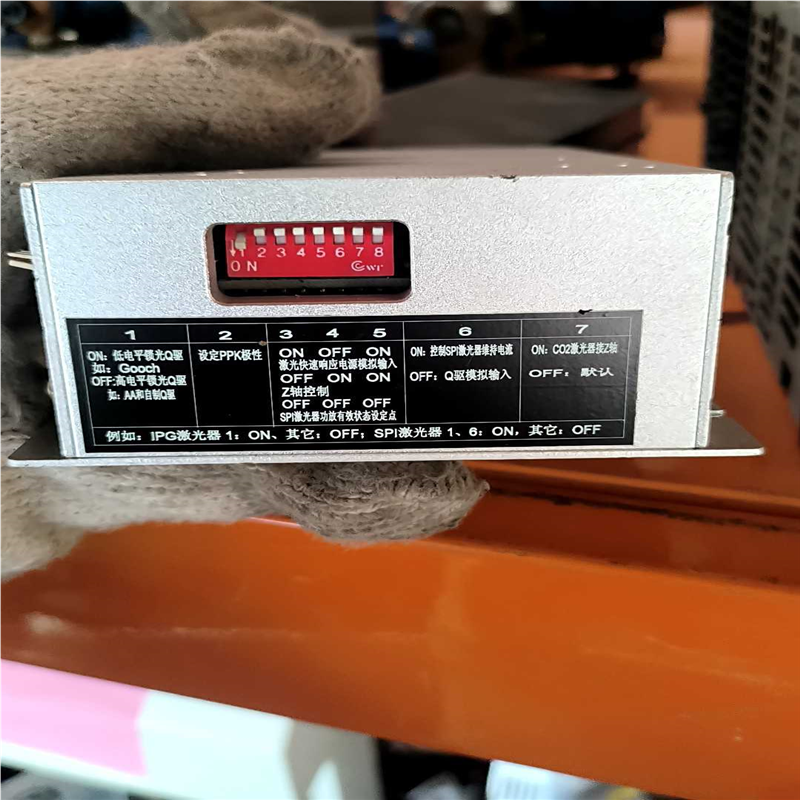 1 2 3 4 5 6 7 8
ON
1 2 3 4 5 6 7
ON: 低电平锁光Q驱
如: Gooch
OFF:高电平锁光Q驱
如: AA和自制Q驱
设定PPK极性
ON OFF ON
激光快速响应电源模拟输入
OFF ON ON
Z轴控制
OFF OFF OFF
SPI激光器功放有效状态设定点
ON: 控制SPI激光器维持电流
OFF: Q驱模拟输入
ON: CO2激光器接Z轴
OFF: 默认
例如: IPG激光器 1: ON、其它: OFF; SPI激光器 1、6: ON, 其它: OFF